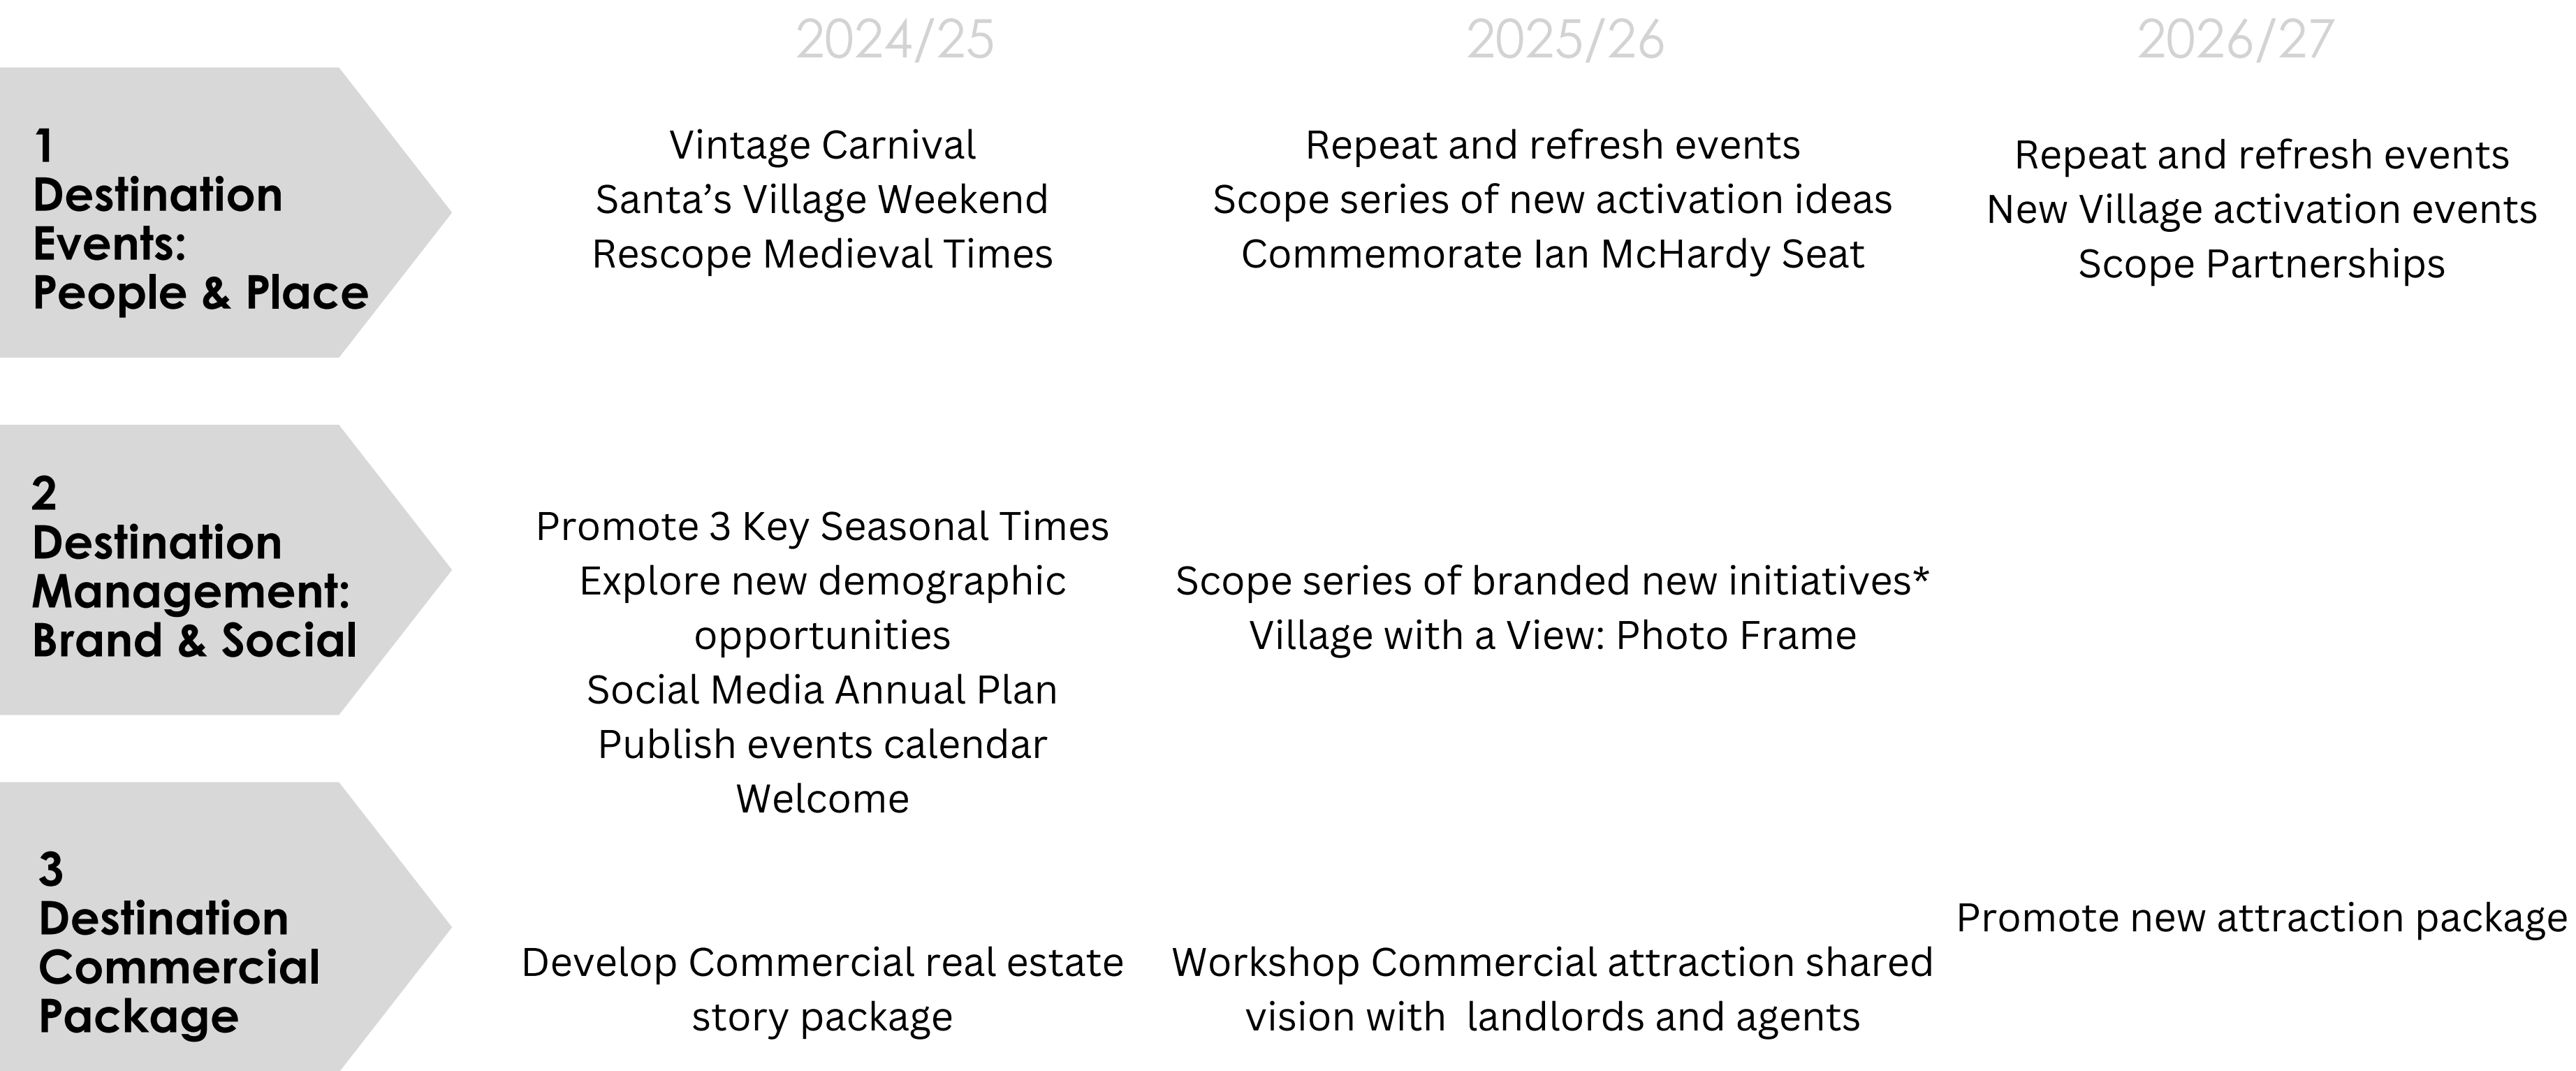 2024/25
2025/26
2026/27
1
Destination
Events:
People & Place
Vintage Carnival
Santa’s Village Weekend
Rescope Medieval Times
Repeat and refresh events
Scope series of new activation ideas
Commemorate Ian McHardy Seat
Repeat and refresh events
New Village activation events
Scope Partnerships
2
Destination
Management:
Brand & Social
Promote 3 Key Seasonal Times
Explore new demographic
opportunities
Social Media Annual Plan
Publish events calendar
Welcome
Scope series of branded new initiatives*
Village with a View: Photo Frame
3
Destination
Commercial
Package
Develop Commercial real estate
story package
Workshop Commercial attraction shared
vision with  landlords and agents
Promote new attraction package